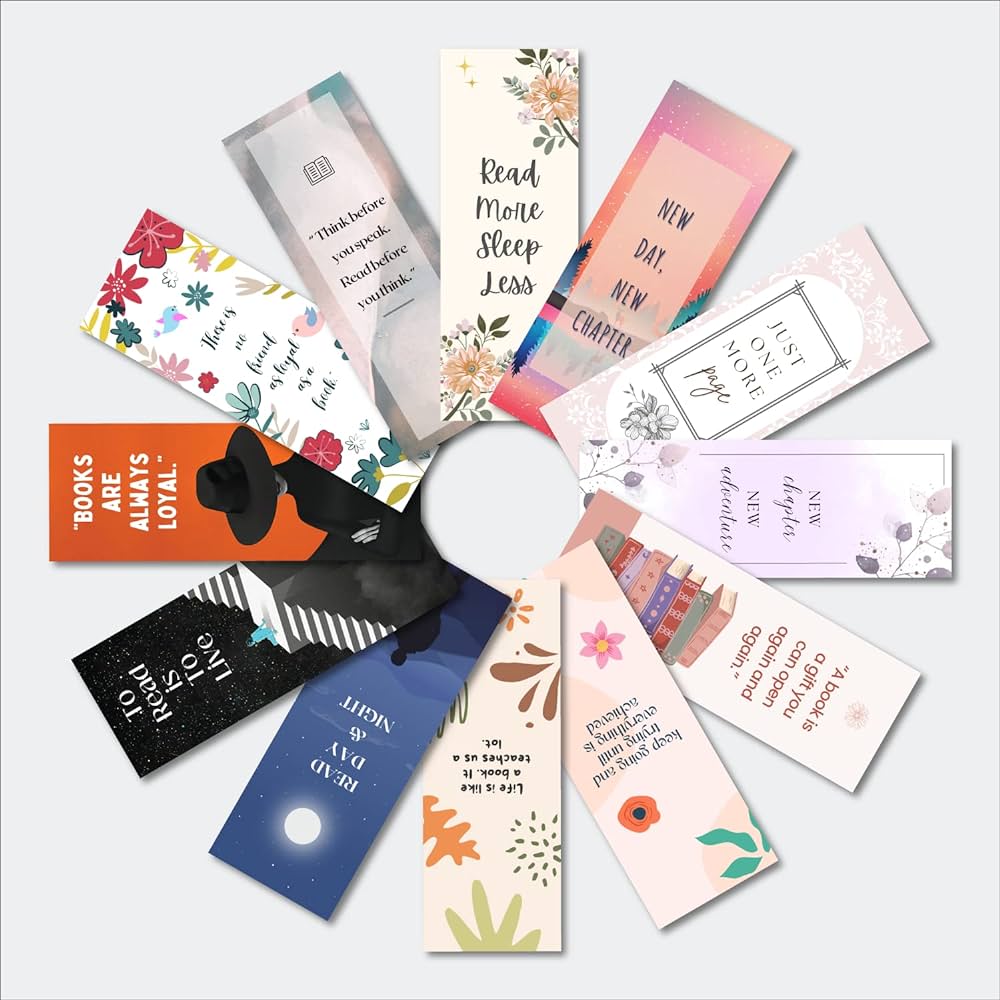 Read
More
Sleep
Less
NEW
DAY,
NEW
CHAPTER
JUST
ONE
MORE
page
NEW
chapter
NEW
adventure
"A book is
a gift you
can open
again and
again."
keep going and
trying until
everything is
achieved
Life is like
a book. It
teaches us a
lot.
READ
DAY
&
NIGHT
TO
Read
is
TO
Live
"BOOKS
ARE
ALWAYS
LOYAL."
There is
no
friend
as loyal
as a
book.
"Think before
you speak.
Read before
you think."